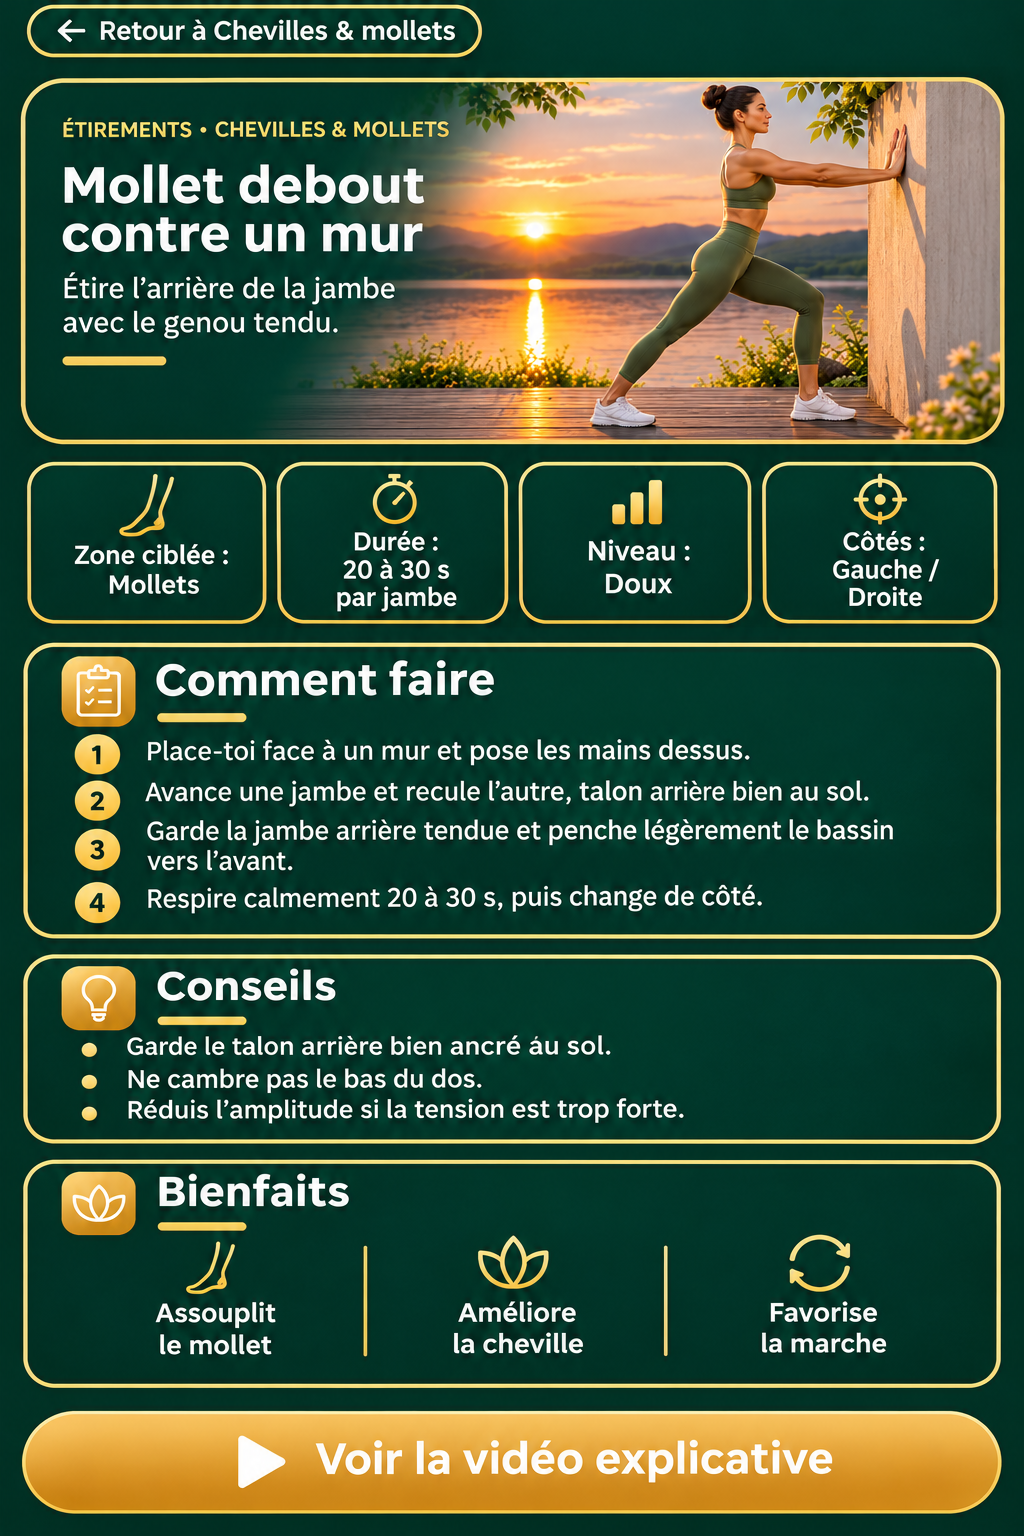 ← Retour à Chevilles & mollets
ÉTIREMENTS • CHEVILLES & MOLLETS
Mollet debout
contre un mur
Étire l’arrière de la jambe
avec le genou tendu.
Zone ciblée :
Mollets
Durée :
20 à 30 s
par jambe
Niveau :
Doux
Côtés :
Gauche /
Droite
Comment faire
1 Place-toi face à un mur et pose les mains dessus.
2 Avance une jambe et recule l’autre, talon arrière bien au sol.
3 Garde la jambe arrière tendue et penche légèrement le bassin
vers l’avant.
4 Respire calmement 20 à 30 s, puis change de côté.
Conseils
• Garde le talon arrière bien ancré áu sol.
• Ne cambre pas le bas du dos.
• Réduis l’amplitude si la tension est trop forte.
Bienfaits
Assouplit
le mollet
Améliore
la cheville
Favorise
la marche
Voir la vidéo explicative